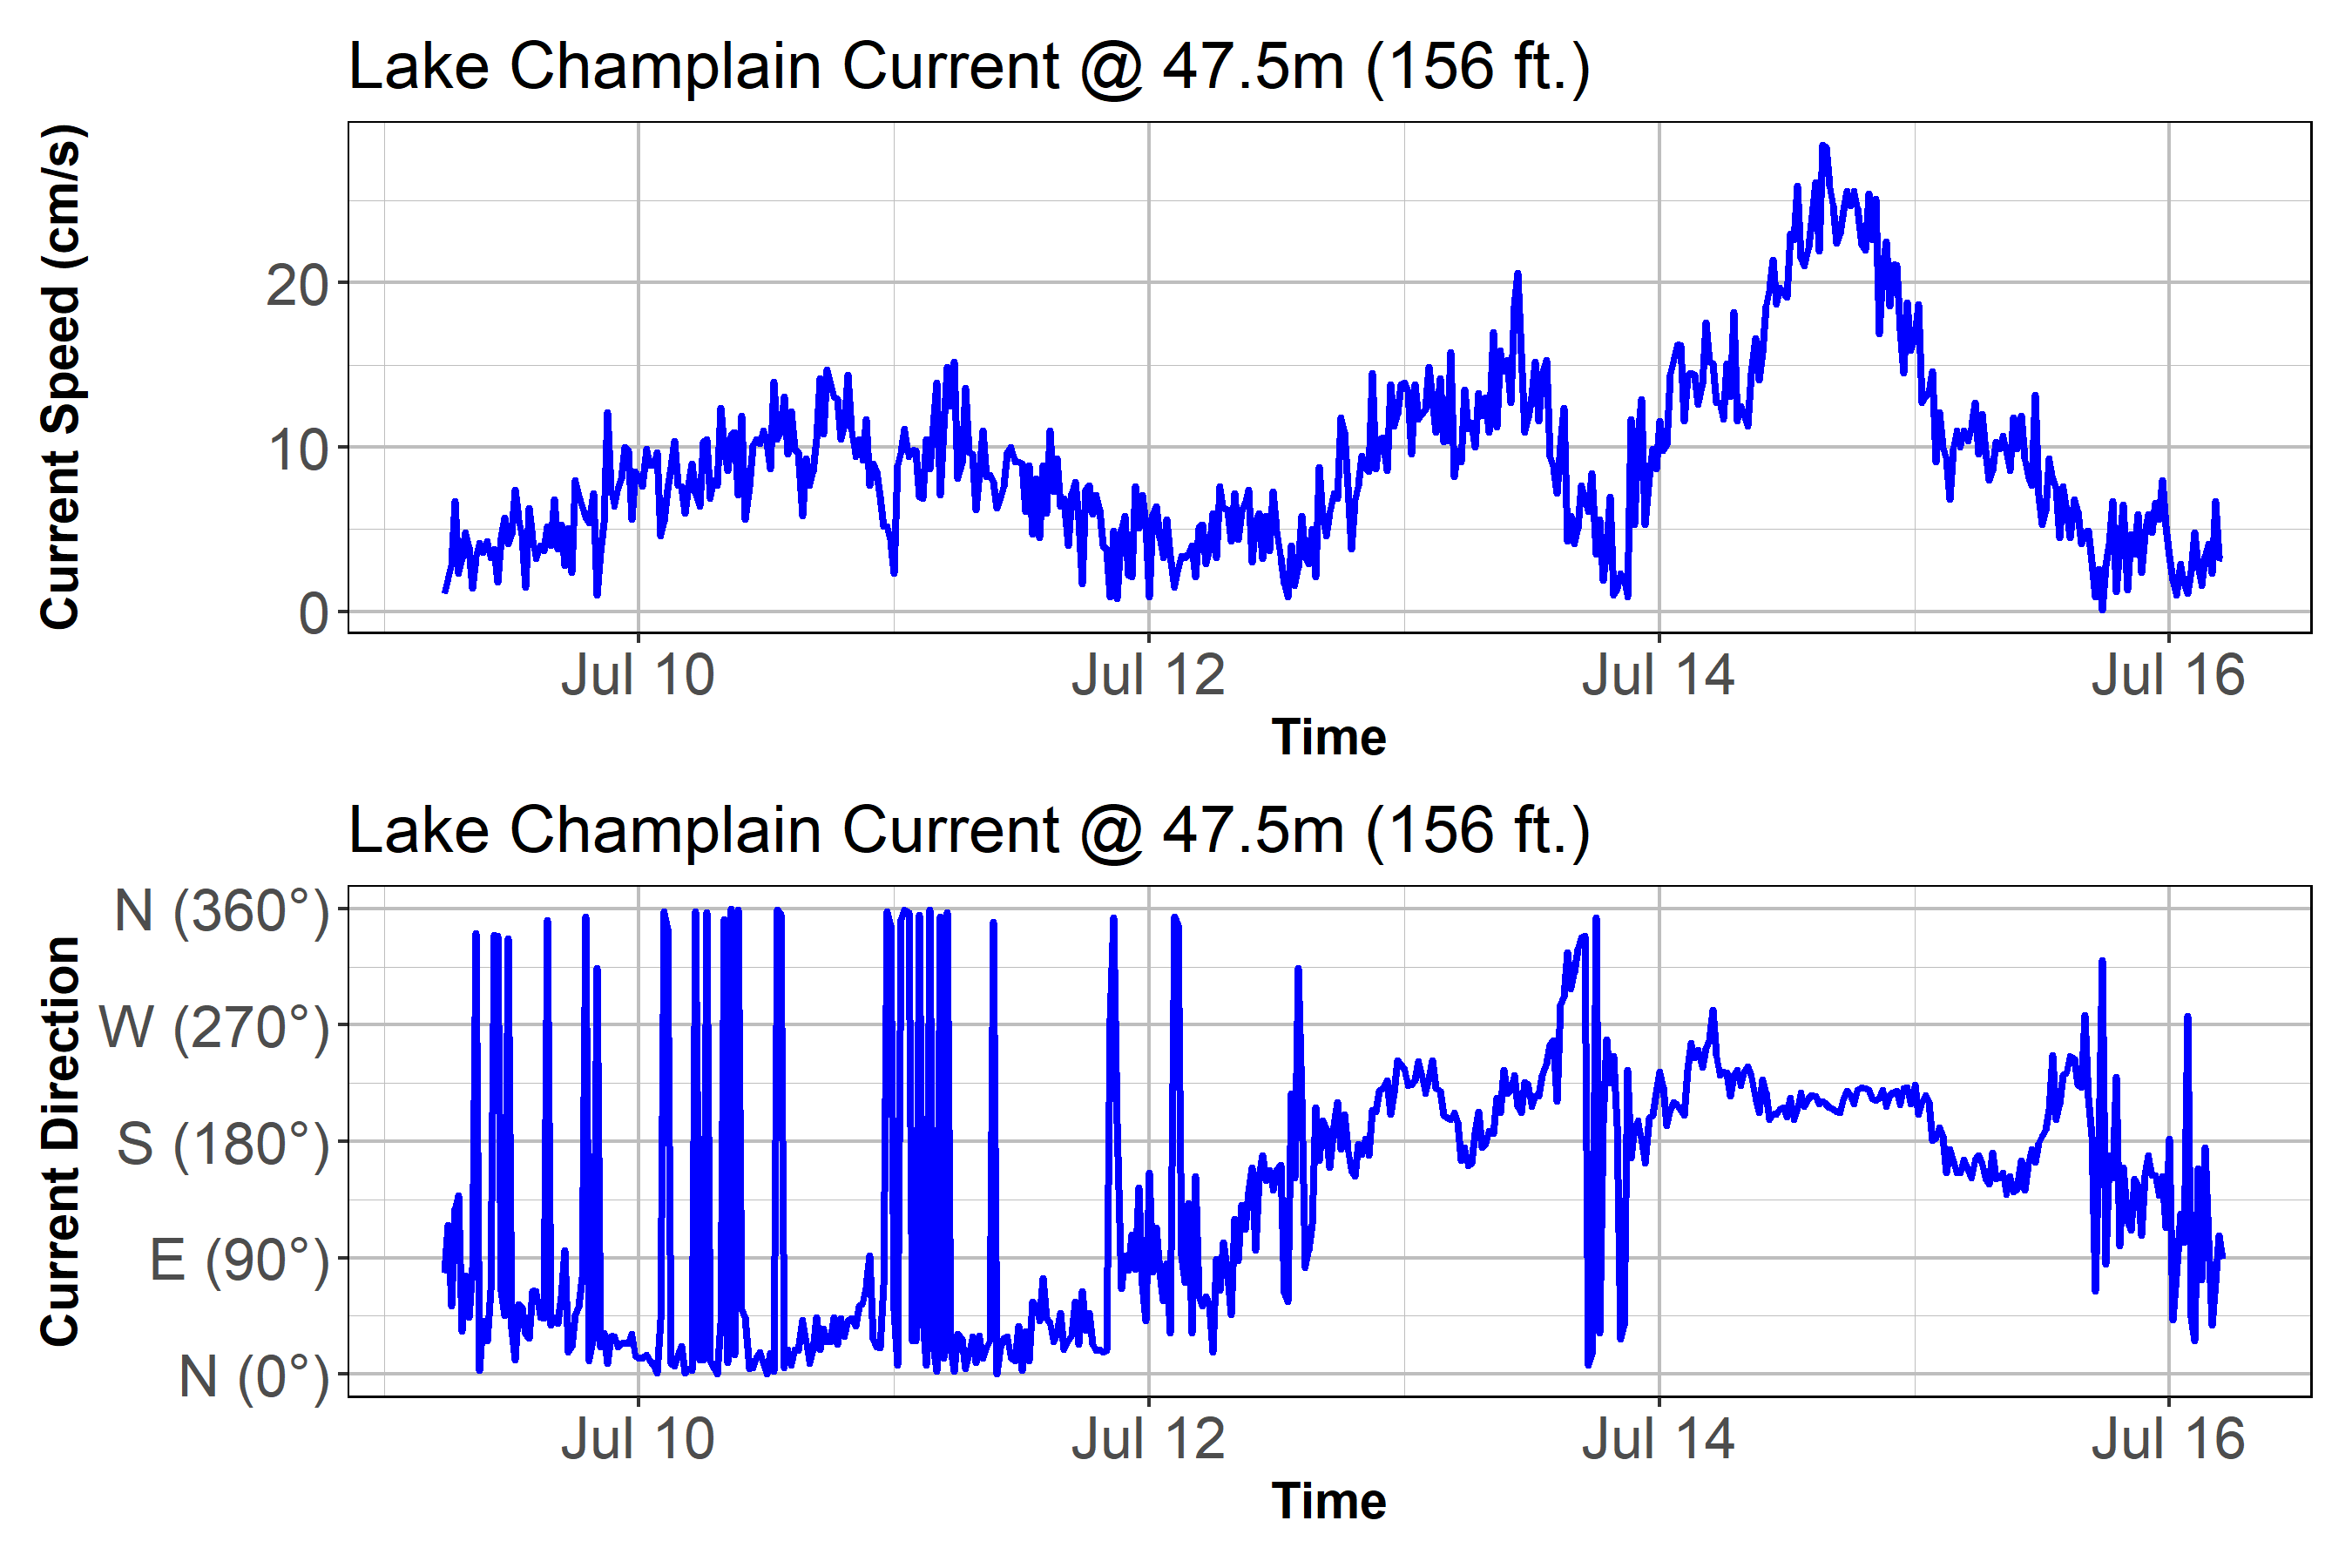 Lake Champlain Current @ 47.5m (156 ft.)
Current Speed (cm/s)
20
10
0
Jul 10 Jul 12 Jul 14 Jul 16
Time
Lake Champlain Current @ 47.5m (156 ft.)
Current Direction
N (360°)
W (270°)
S (180°)
E (90°)
N (0°)
Jul 10 Jul 12 Jul 14 Jul 16
Time